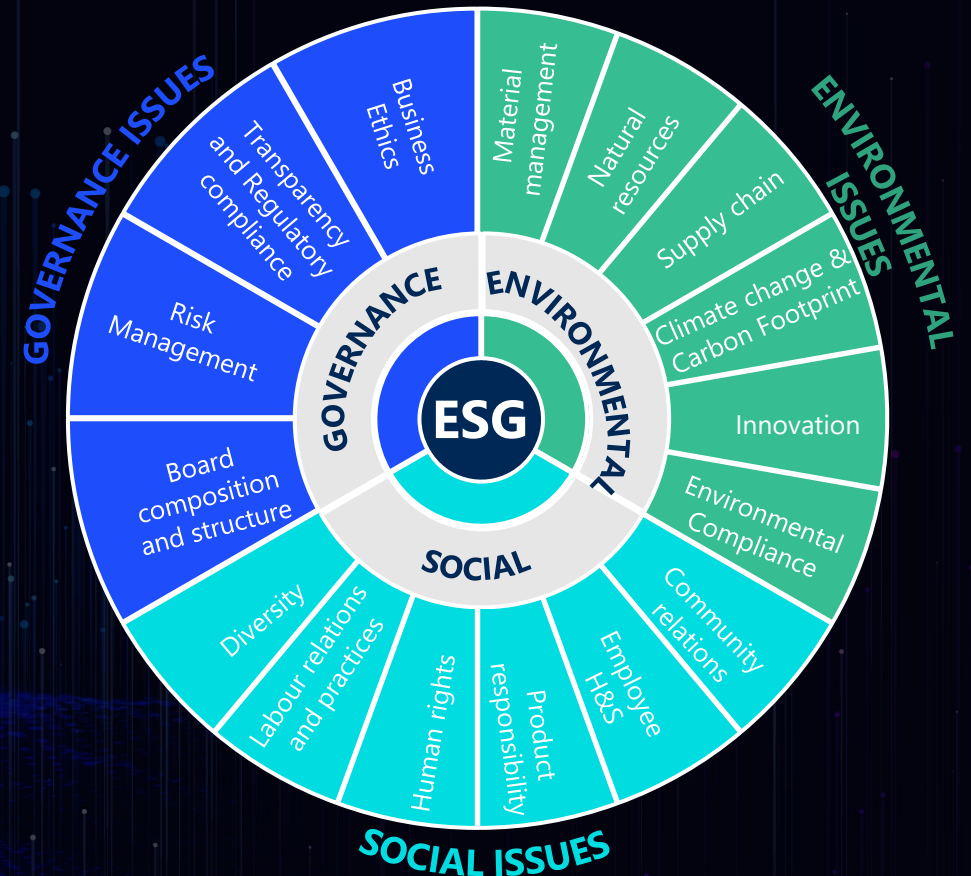 GOVERNANCE ISSUES
ENVIRONMENTAL
ISSUES
Business
Ethics
Transparency
and Regulatory
compliance
Risk
Management
Board
composition
and structure
Material
management
Natural
resources
Supply chain
Climate change &
Carbon Footprint
Innovation
Environmental
Compliance
GOVERNANCE
ENVIRONMENTAL
ESG
SOCIAL
Community
relations
Employee
H&S
Product
responsibility
Human rights
Labour relations
and practices
Diversity
SOCIAL ISSUES